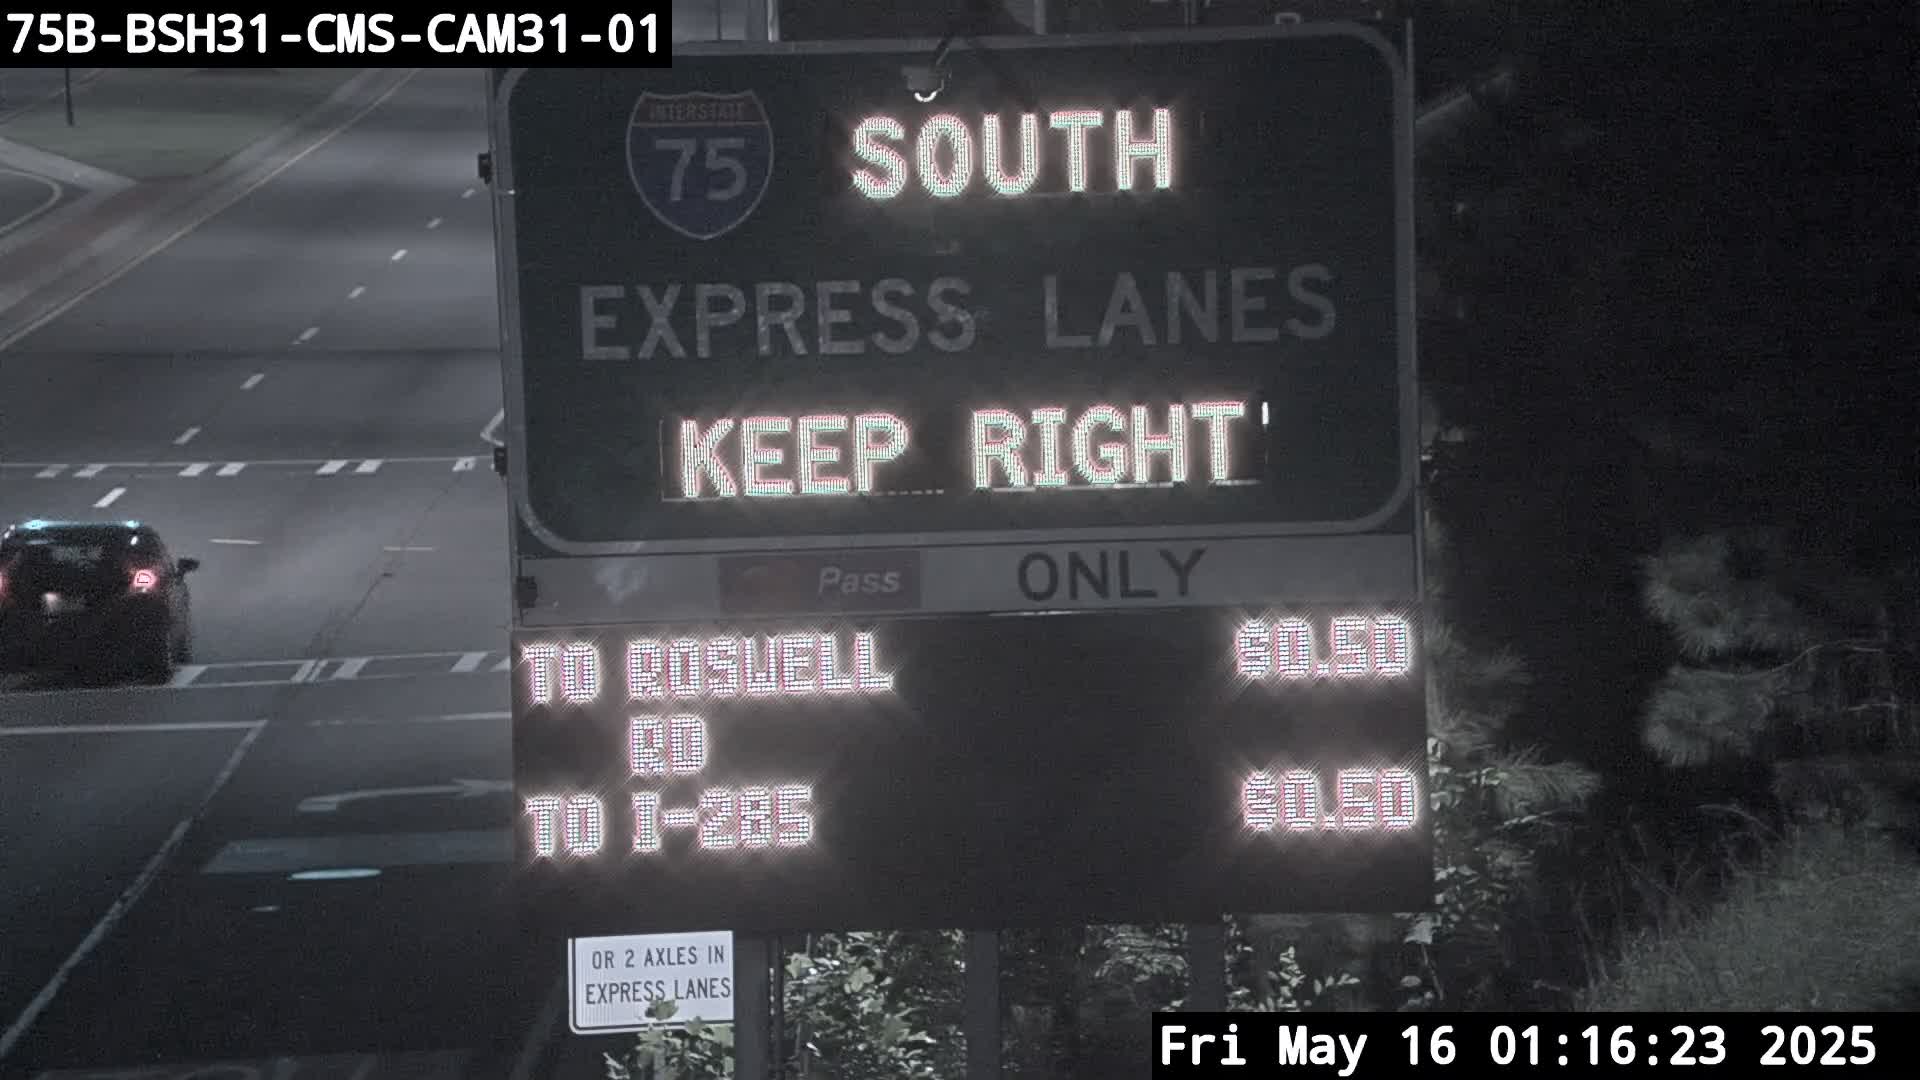 75B-BSH31-CMS-CAM31-01
INTERSTATE
75
SOUTH
EXPRESS LANES
KEEP RIGHT
Pass ONLY
TO ROSWELL $0.50
RD
TO I-285 $0.50
OR 2 AXLES IN
EXPRESS LANES
Fri May 16 01:16:23 2025